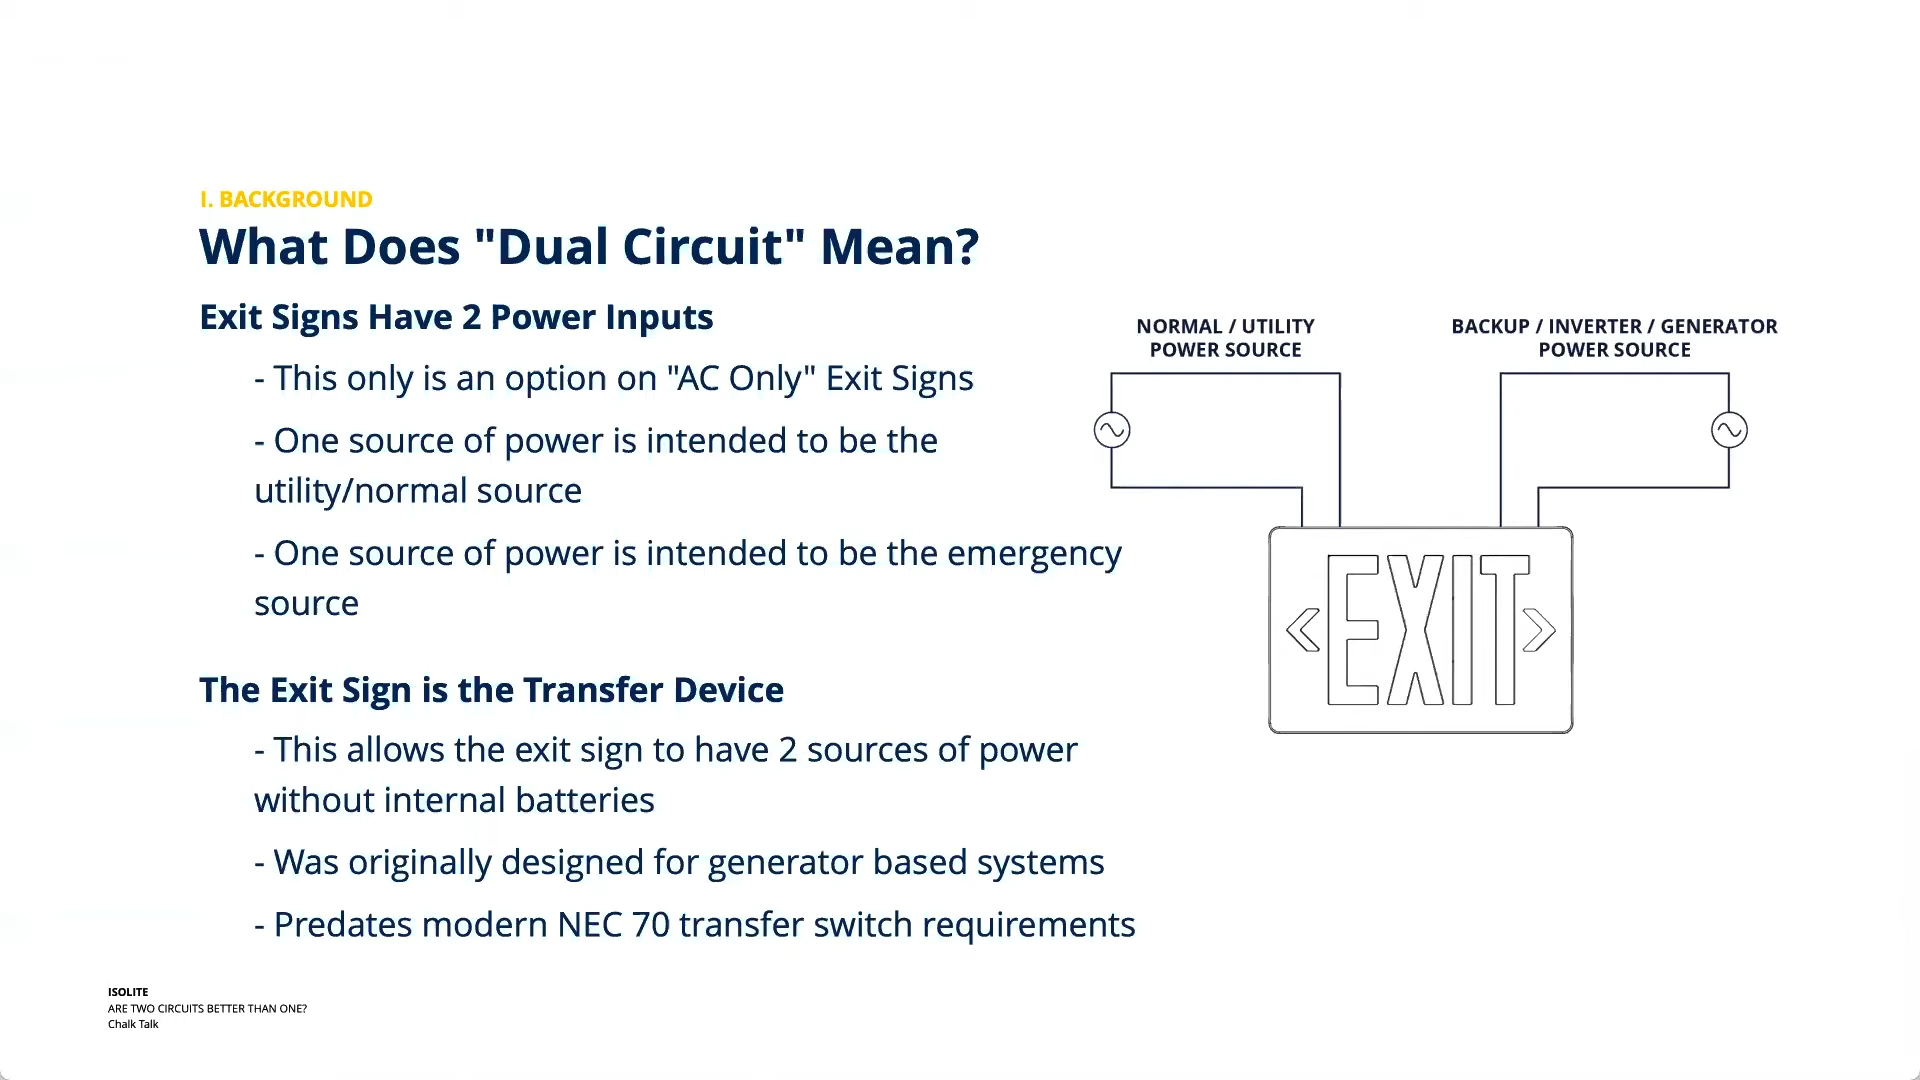 I. BACKGROUND
What Does "Dual Circuit" Mean?
Exit Signs Have 2 Power Inputs
- This only is an option on "AC Only" Exit Signs
- One source of power is intended to be the
utility/normal source
- One source of power is intended to be the emergency
source
The Exit Sign is the Transfer Device
- This allows the exit sign to have 2 sources of power
without internal batteries
- Was originally designed for generator based systems
- Predates modern NEC 70 transfer switch requirements
NORMAL / UTILITY
POWER SOURCE
BACKUP / INVERTER / GENERATOR
POWER SOURCE
EXIT
ISOLITE
ARE TWO CIRCUITS BETTER THAN ONE?
Chalk Talk